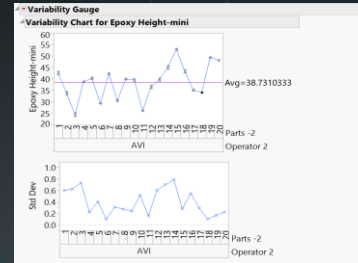 Variability Gauge
Variability Chart for Epoxy Height-mini
Epoxy Height-mini
60
55
50
45
40
35
30
25
20
Avg=38.7310333
1 2 3 4 5 6 7 8 9 10 11 12 13 14 15 16 17 18 19 20
Parts -2
AVI
Operator 2
Std Dev
1.0
0.8
0.6
0.4
0.2
0.0
1 2 3 4 5 6 7 8 9 10 11 12 13 14 15 16 17 18 19 20
Parts -2
AVI
Operator 2